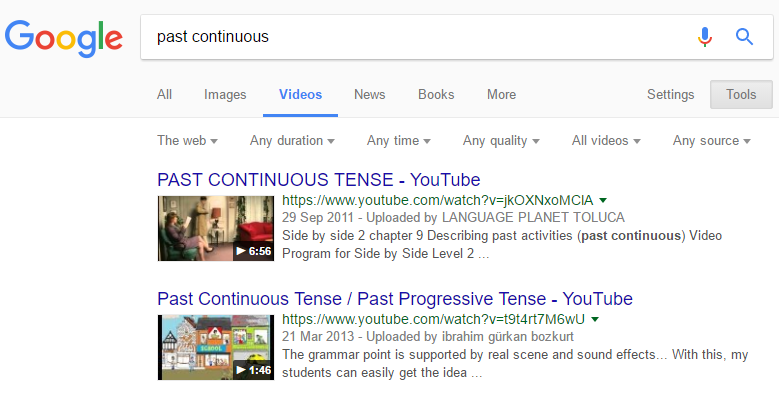 Google
past continuous
All Images Videos News Books More Settings Tools
The web Any duration Any time Any quality All videos Any source
PAST CONTINUOUS TENSE - YouTube
https://www.youtube.com/watch?v=jkOXNxoMClA
29 Sep 2011 - Uploaded by LANGUAGE PLANET TOLUCA
Side by side 2 chapter 9 Describing past activities (past continuous) Video
6:56
Program for Side by Side Level 2 ...
Past Continuous Tense / Past Progressive Tense - YouTube
https://www.youtube.com/watch?v=t9t4rt7M6wU
21 Mar 2013 - Uploaded by ibrahim gürkan bozkurt
SCHOOL
The grammar point is supported by real scene and sound effects... With this, my
1:46
students can easily get the idea ...